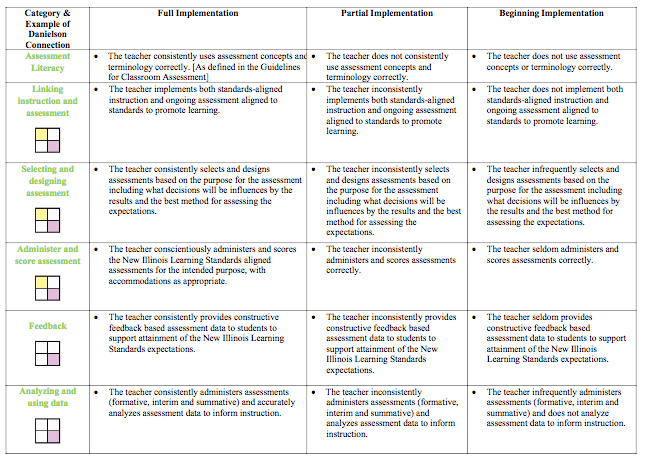 Category &
Example of
Danielson
Connection
Full Implementation
Partial Implementation
Beginning Implementation
Assessment
Literacy
• The teacher consistently uses assessment concepts and
terminology correctly. [As defined in the Guidelines
for Classroom Assessment]
• The teacher does not consistently
use assessment concepts and
terminology correctly.
• The teacher does not use assessment
concepts or terminology correctly.
Linking
instruction and
assessment
• The teacher implements both standards-aligned
instruction and ongoing assessment aligned to
standards to promote learning.
• The teacher inconsistently
implements both standards-aligned
instruction and ongoing assessment
aligned to standards to promote
learning.
• The teacher does not implement both
standards-aligned instruction and
ongoing assessment aligned to
standards to promote learning.
Selecting and
designing
assessment
• The teacher consistently selects and designs
assessments based on the purpose for the assessment
including what decisions will be influences by the
results and the best method for assessing the
expectations.
• The teacher inconsistently selects
and designs assessments based on
the purpose for the assessment
including what decisions will be
influences by the results and the best
method for assessing the
expectations.
• The teacher infrequently selects and
designs assessments based on the
purpose for the assessment including
what decisions will be influences by
the results and the best method for
assessing the expectations.
Administer and
score assessment
• The teacher conscientiously administers and scores
the New Illinois Learning Standards aligned
assessments for the intended purpose, with
accommodations as appropriate.
• The teacher inconsistently
administers and scores assessments
correctly.
• The teacher seldom administers and
scores assessments correctly.
Feedback
• The teacher consistently provides constructive
feedback based assessment data to students to
support attainment of the New Illinois Learning
Standards expectations.
• The teacher inconsistently provides
constructive feedback based
assessment data to students to
support attainment of the New
Illinois Learning Standards
expectations.
• The teacher seldom provides
constructive feedback based
assessment data to students to support
attainment of the New Illinois
Learning Standards expectations.
Analyzing and
using data
• The teacher consistently administers assessments
(formative, interim and summative) and accurately
analyzes assessment data to inform instruction.
• The teacher inconsistently
administers assessments (formative,
interim and summative) and
analyzes assessment data to inform
instruction.
• The teacher infrequently administers
assessments (formative, interim and
summative) and does not analyze
assessment data to inform instruction.